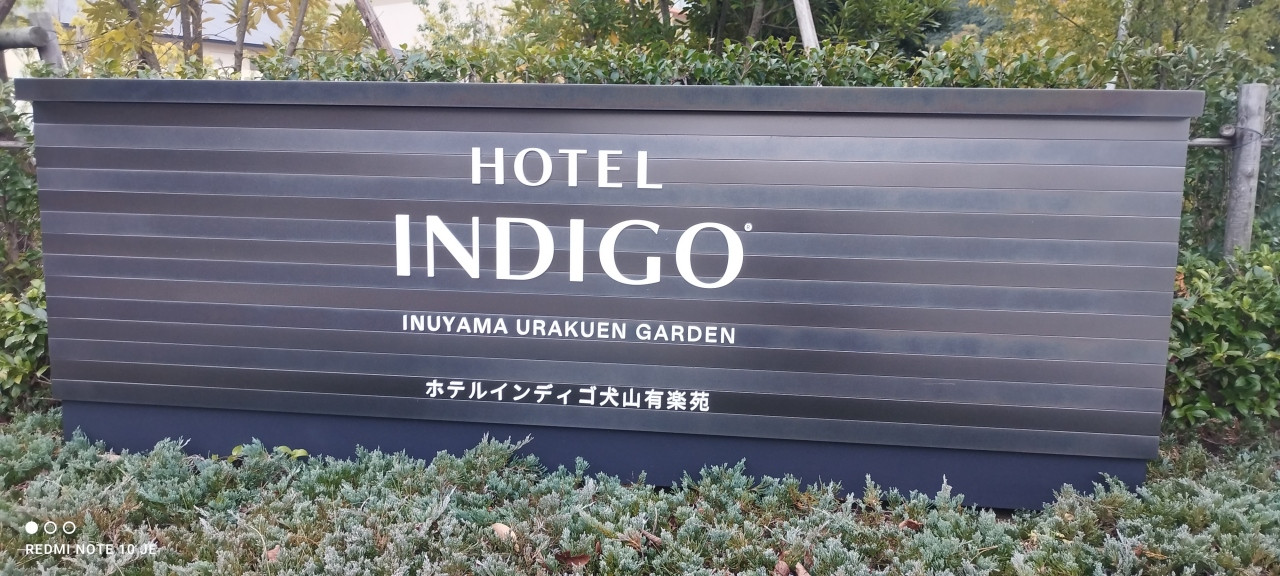 HOTEL
INDIGO
INUYAMA URAKUEN GARDEN
ホテルインディゴ犬山有楽苑
REDMI NOTE 10 JE